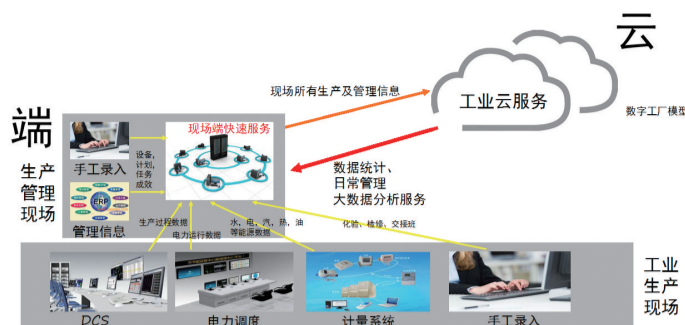 云
现场所有生产及管理信息
工业云服务
数字工厂模型
端
现场端快速服务
生产
管理
现场
手工录入
设备,
计划,
任务
成效
ERP
管理信息
数据统计、
日常管理
大数据分析服务
生产过程数据
电力运行数据
水,电,汽,热,油
等能源数据
化验、检修、交接班
工业
生产
现场
DCS
电力调度
计量系统
手工录入